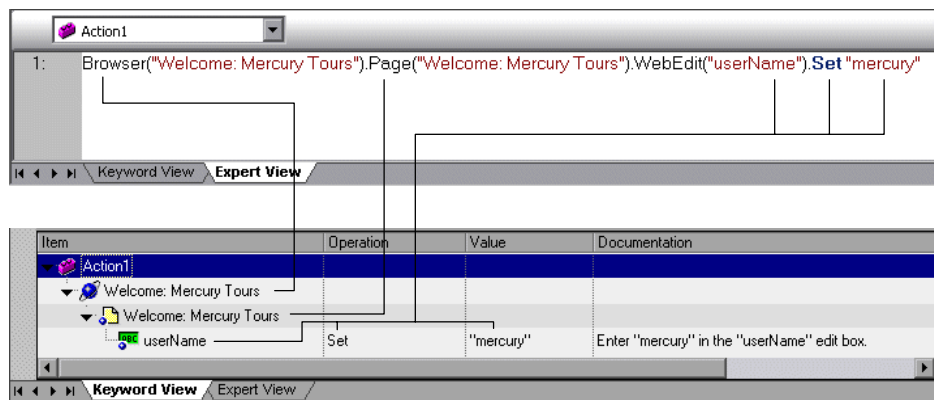 Action1
1: Browser("Welcome: Mercury Tours").Page("Welcome: Mercury Tours").WebEdit("userName").Set "mercury"
Keyword View Expert View
Item Operation Value Documentation
Action1
Welcome: Mercury Tours
Welcome: Mercury Tours
ABC userName Set "mercury" Enter "mercury" in the "userName" edit box.
Keyword View Expert View